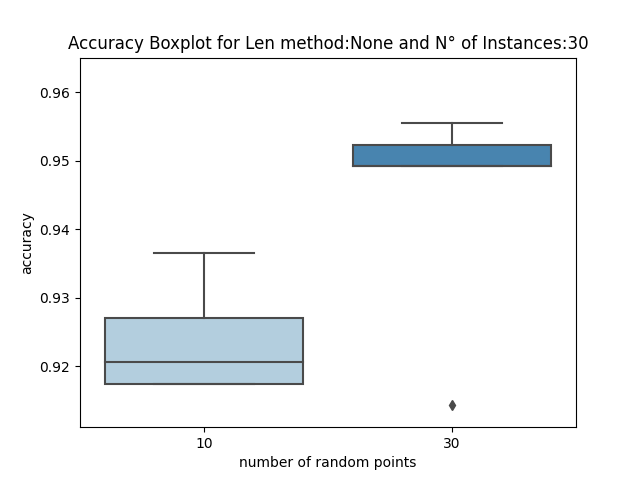 Accuracy Boxplot for Len method:None and N° of Instances:30
0.96
0.95
0.94
0.93
0.92
accuracy
10
30
number of random points